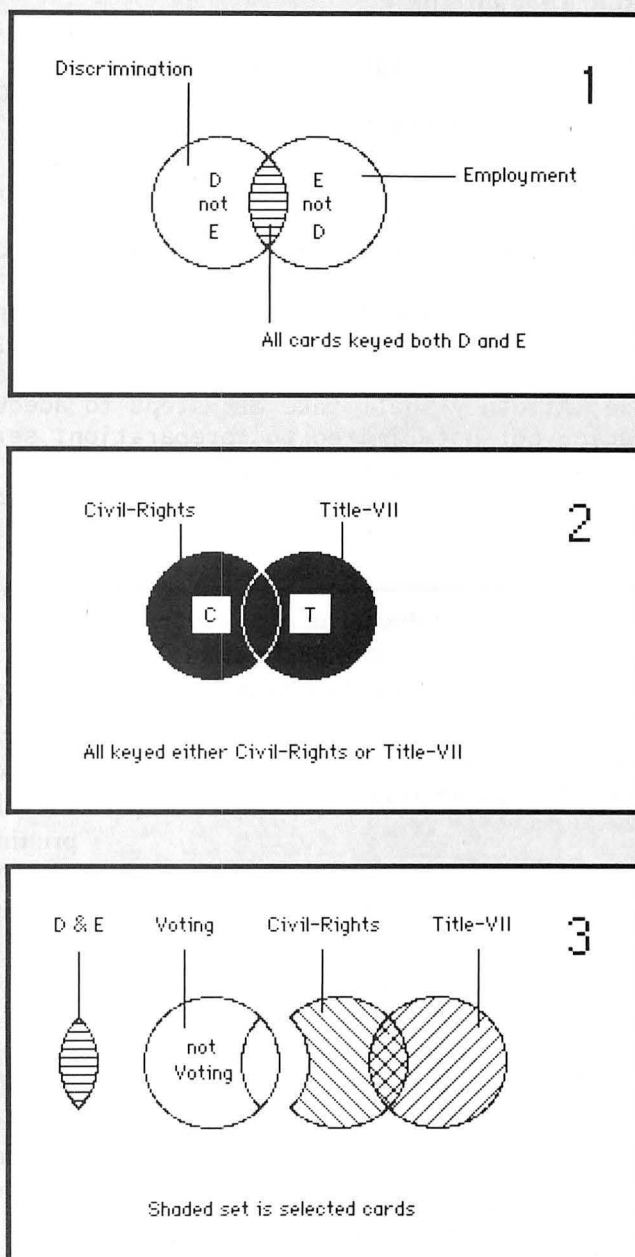 Discrimination
1
D
not
E
E
not
D
Employment
All cards keyed both D and E
Civil-Rights
Title-VII
2
C
T
All keyed either Civil-Rights or Title-VII
D & E
Voting
Civil-Rights
Title-VII
3
not
Voting
Shaded set is selected cards